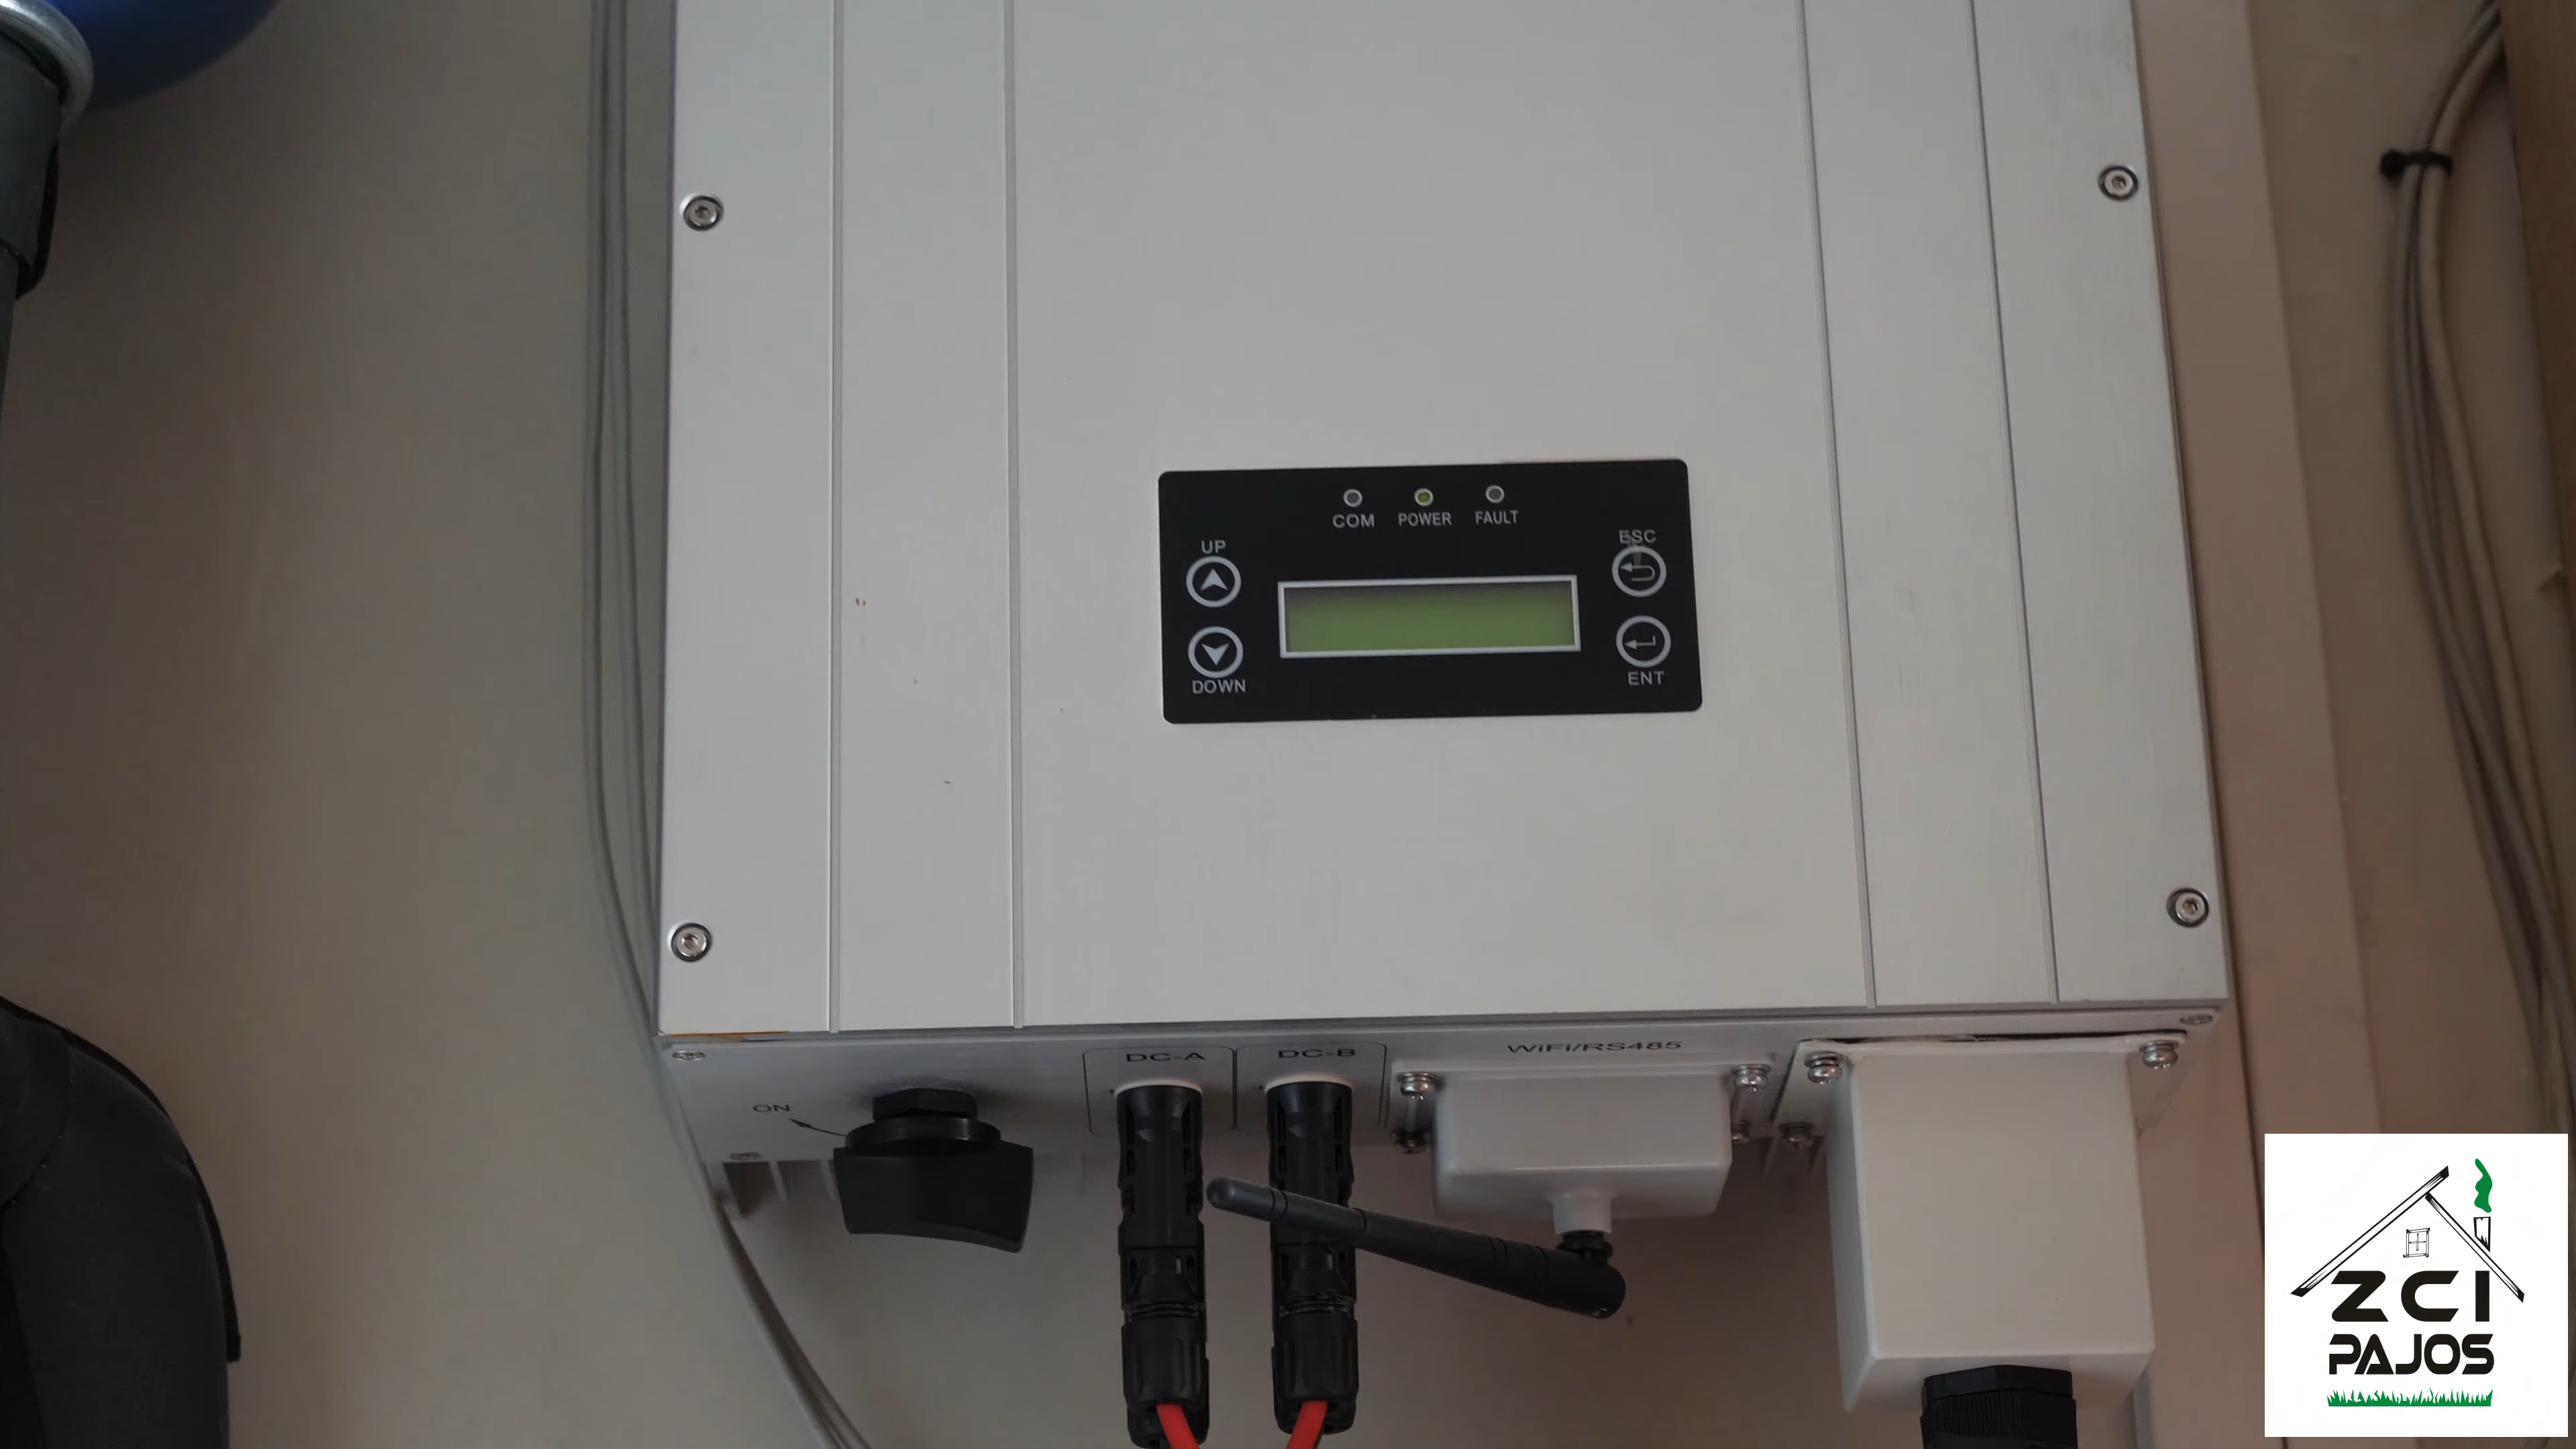 COM POWER FAULT
UP
ESC
DOWN
ENT
DC-A
DC-B
WiFi/RS485
ON
ZCI
PAJOS